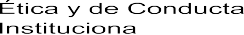 Ética y de Conducta
Instituciona